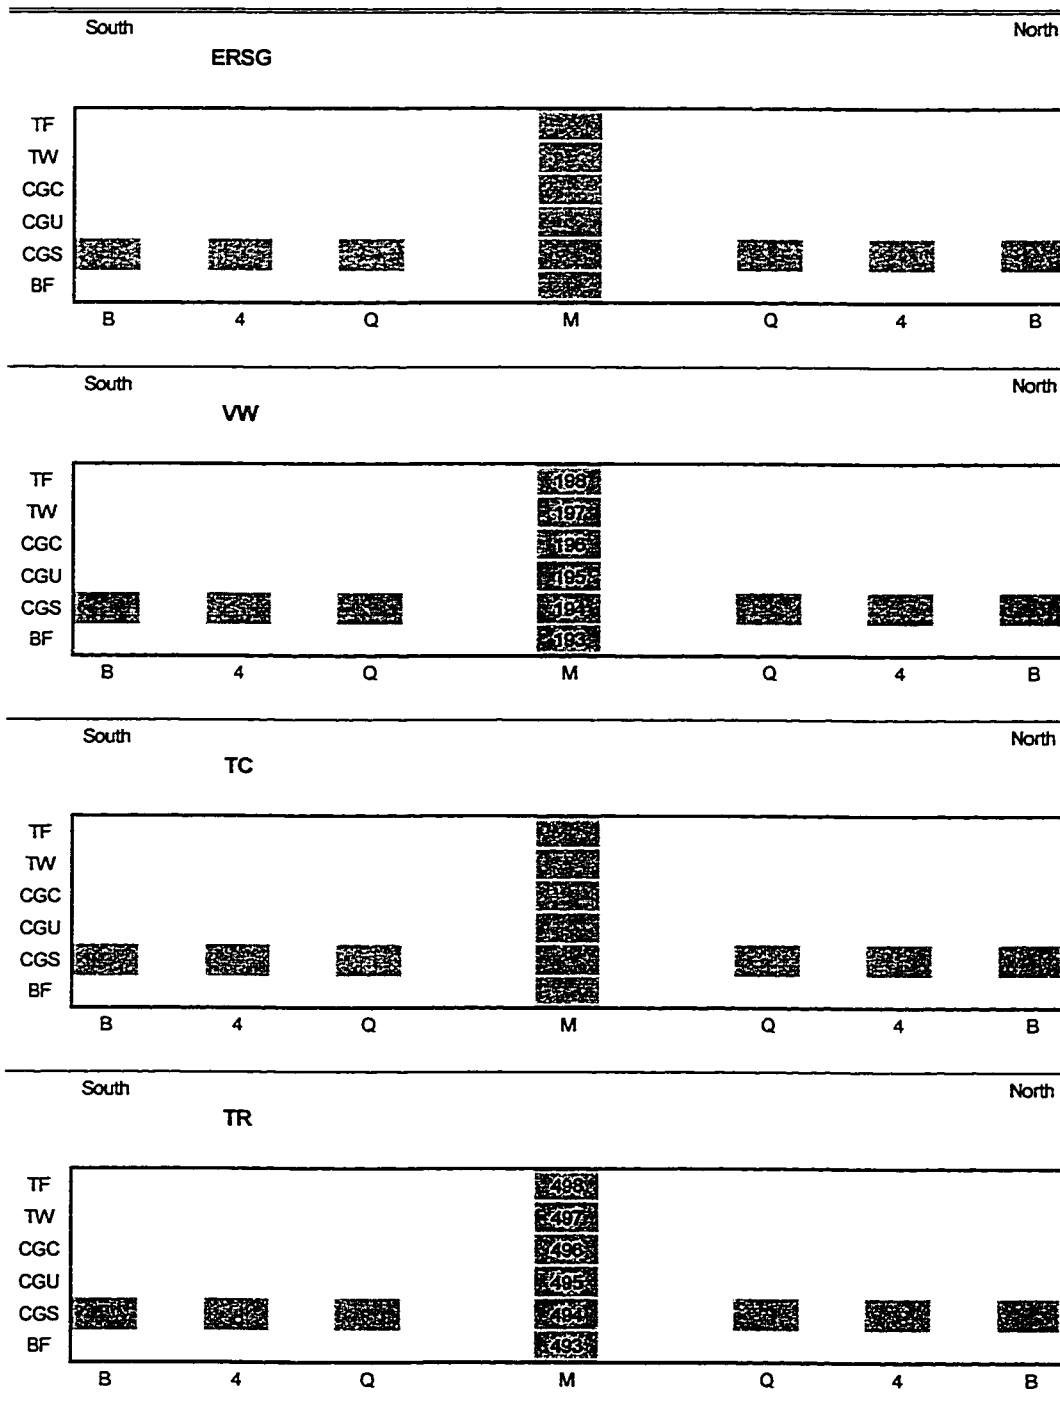 South North
ERSG
TF
TW
CGC
CGU
CGS
BF
B 4 Q M Q 4 B
South North
VW
TF 198
TW 197
CGC 196
CGU 195
CGS 194
BF 193
B 4 Q M Q 4 B
South North
TC
TF
TW
CGC
CGU
CGS
BF
B 4 Q M Q 4 B
South North
TR
TF 498
TW 497
CGC 496
CGU 495
CGS 494
BF 493
B 4 Q M Q 4 B